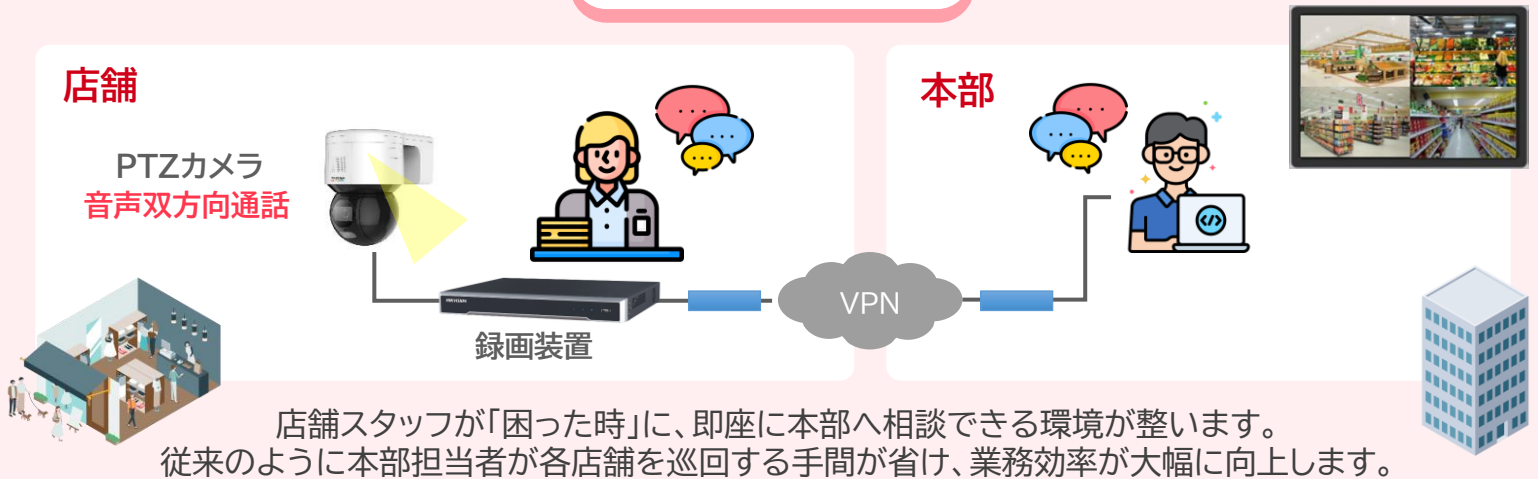 店舗
本部
PTZカメラ
音声双方向通話
VPN
録画装置
店舗スタッフが「困った時」に、即座に本部へ相談できる環境が整います。
従来のように本部担当者が各店舗を巡回する手間が省け、業務効率が大幅に向上します。